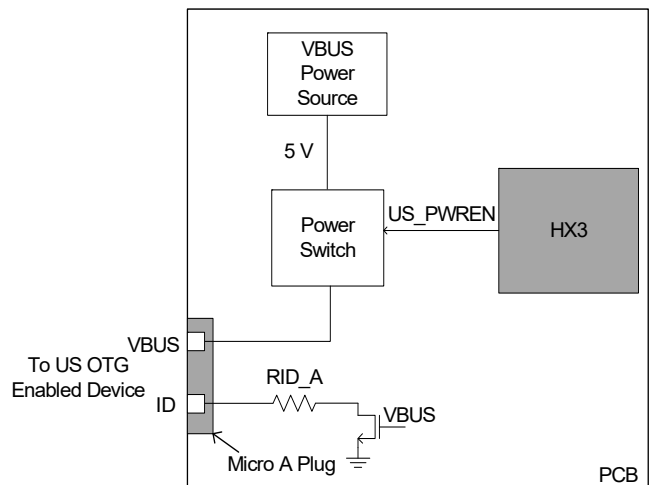 VBUS
Power
Source
5 V
US_PWREN
Power
Switch
HX3
VBUS
To US OTG
Enabled Device
RID_A
ID
VBUS
Micro A Plug
PCB